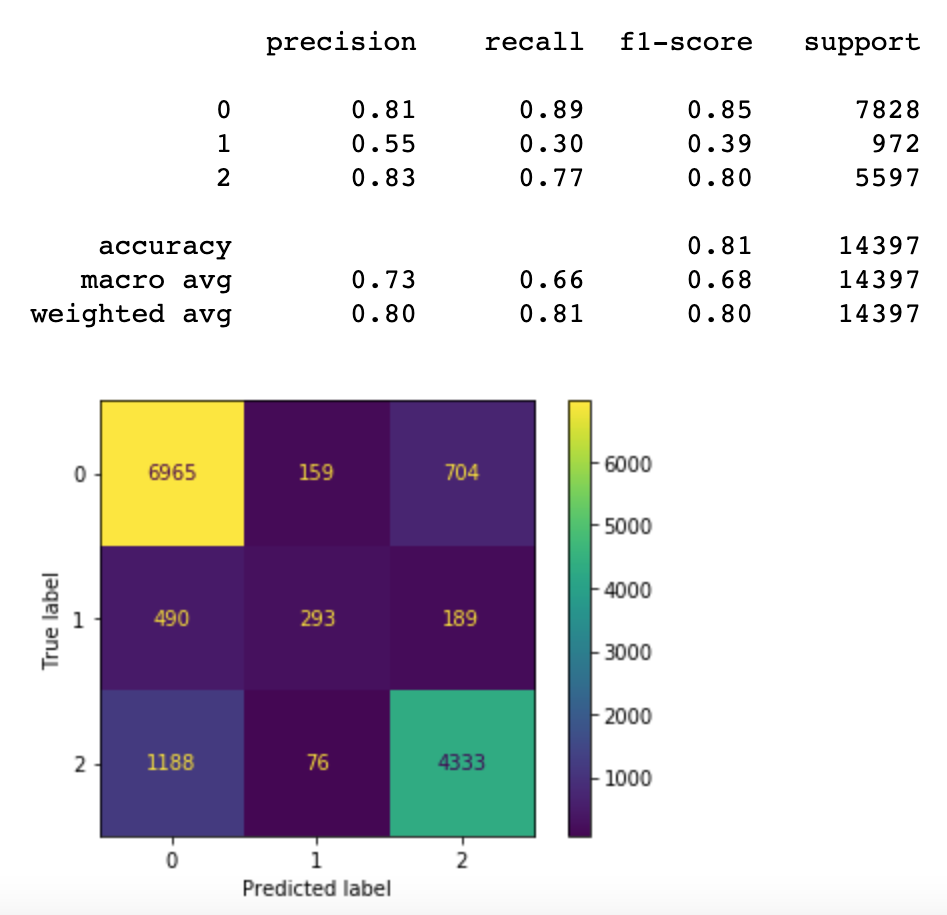 precision recall f1-score support
0 0.81 0.89 0.85 7828
1 0.55 0.30 0.39 972
2 0.83 0.77 0.80 5597
accuracy 0.81 14397
macro avg 0.73 0.66 0.68 14397
weighted avg 0.80 0.81 0.80 14397
0 6965 159 704
1 490 293 189
2 1188 76 4333
0 1 2
Predicted label
True label
6000
5000
4000
3000
2000
1000